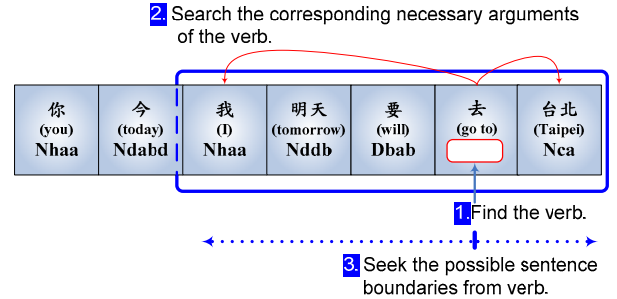 2. Search the corresponding necessary arguments
of the verb.
你 今 我 明天 要 去 台北
(you) (today) (I) (tomorrow) (will) (go to) (Taipei)
Nhaa Ndabd Nhaa Nddb Dbab Nca
1.Find the verb.
3. Seek the possible sentence
boundaries from verb.